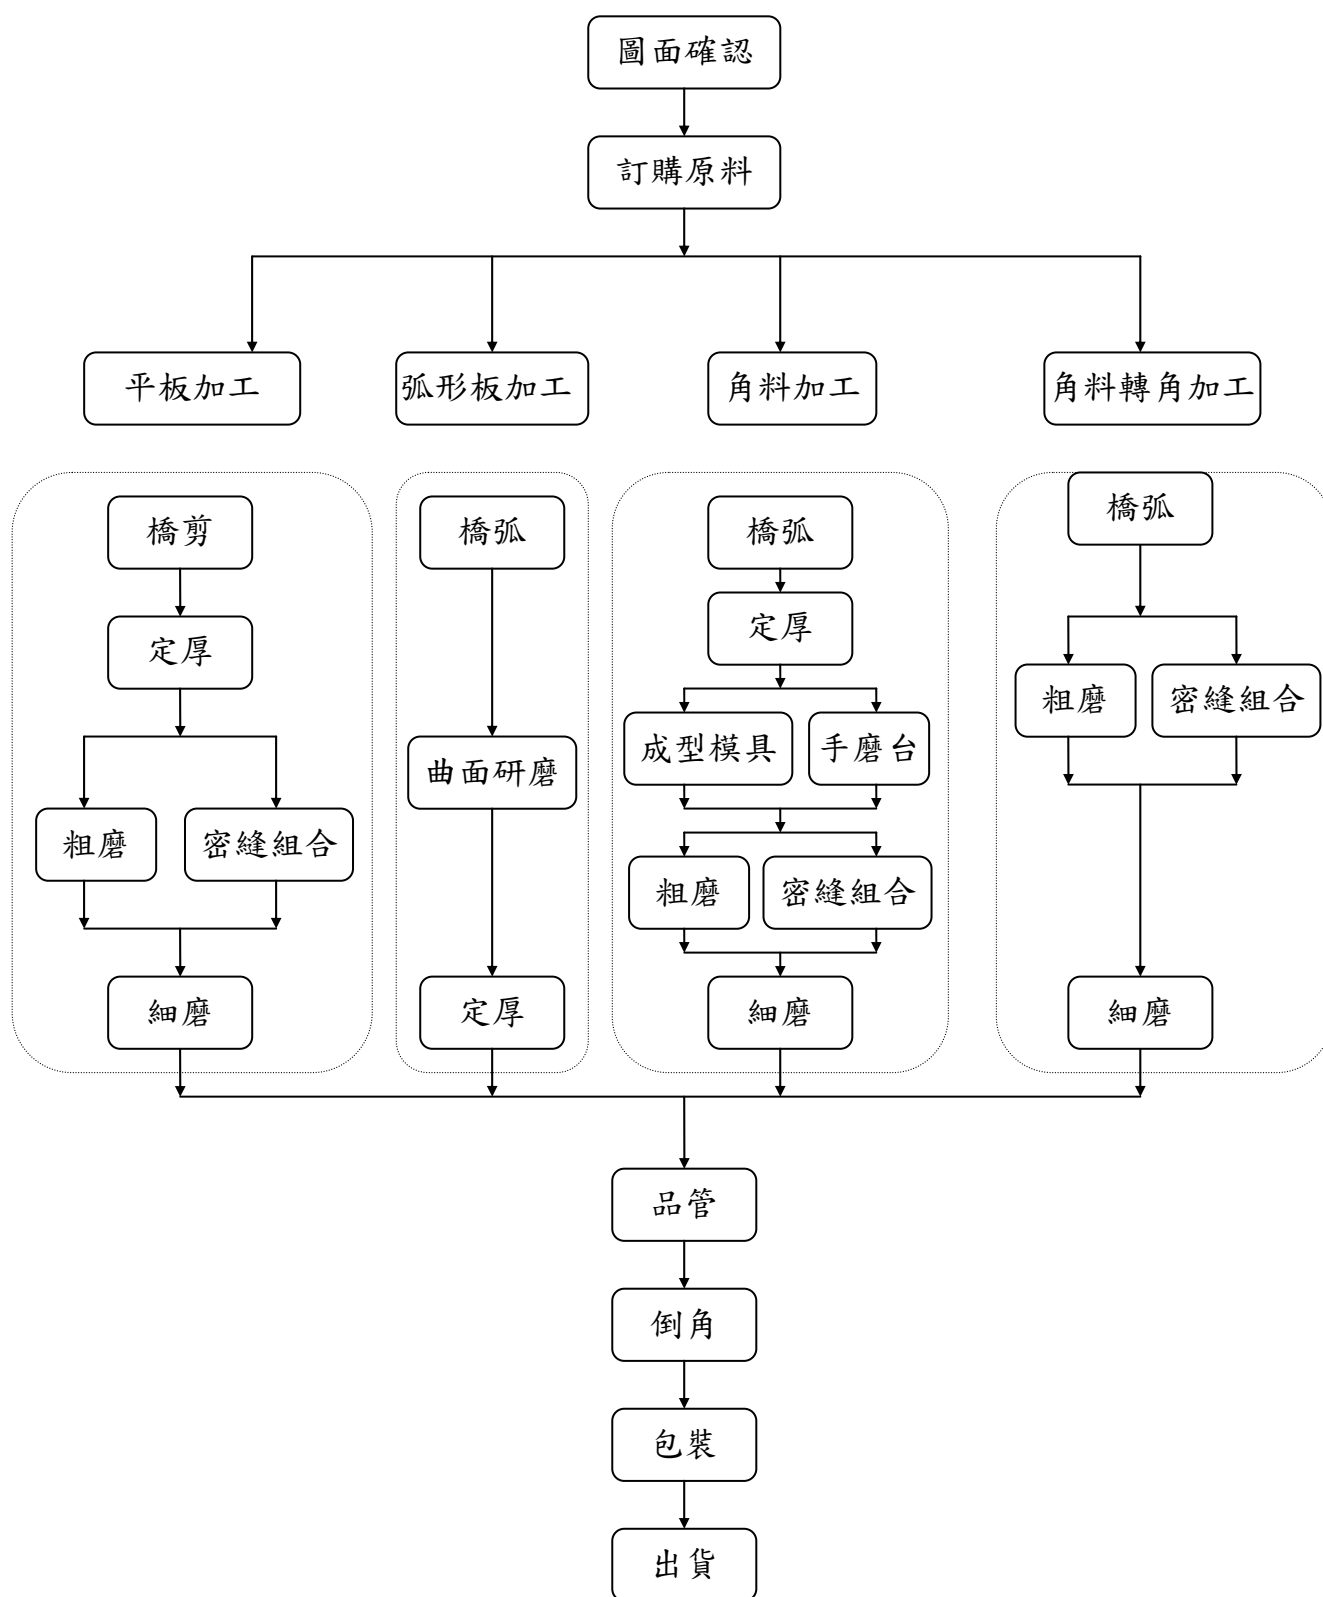 圖面確認
訂購原料
平板加工
弧形板加工
角料加工
角料轉角加工
橋剪
定厚
粗磨
密縫組合
細磨
橋弧
曲面研磨
定厚
橋弧
定厚
成型模具
手磨台
粗磨
密縫組合
細磨
橋弧
粗磨
密縫組合
細磨
品管
倒角
包裝
出貨